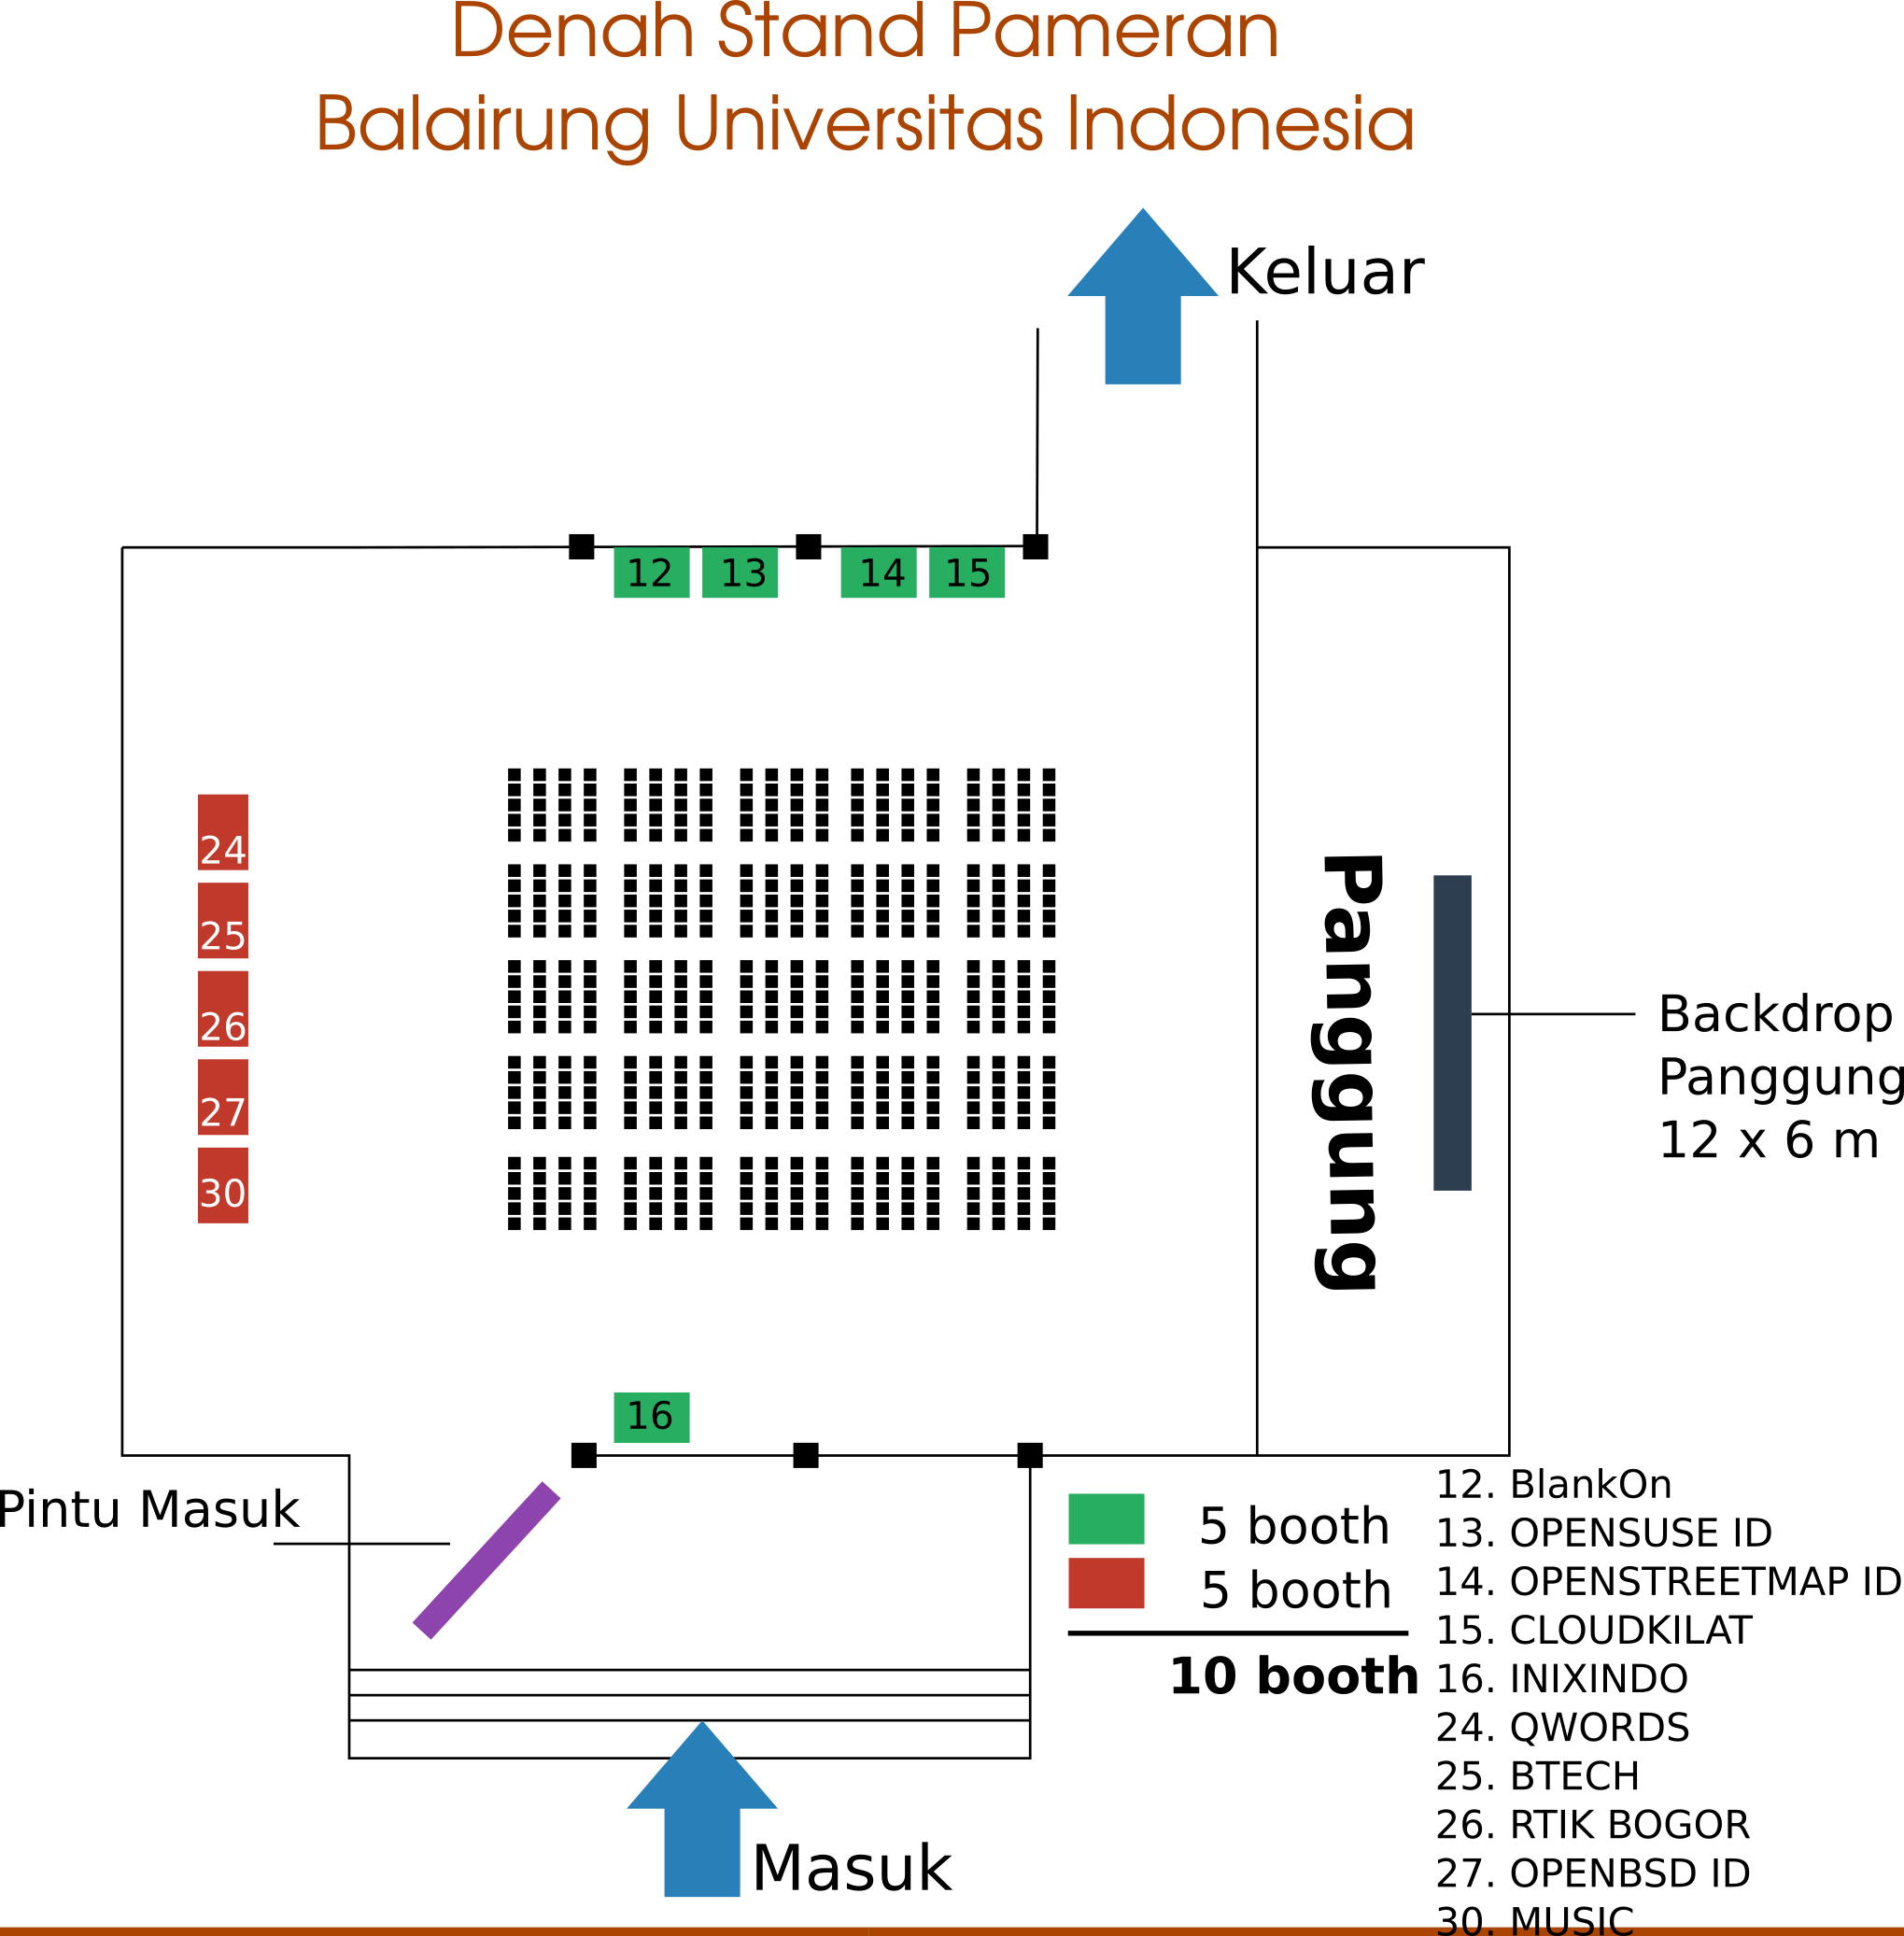 Denah Stand Pameran
Balairung Universitas Indonesia
Keluar
12
13
14
15
24
25
26
27
30
Panggung
Backdrop
Panggung
12 x 6 m
16
Pintu Masuk
5 booth
5 booth
10 booth
12. BlankOn
13. OPENSUSE ID
14. OPENSTREETMAP ID
15. CLOUDKILAT
16. INIXINDO
24. QWORDS
25. BTECH
26. RTIK BOGOR
27. OPENBSD ID
30. MUSIC
Masuk